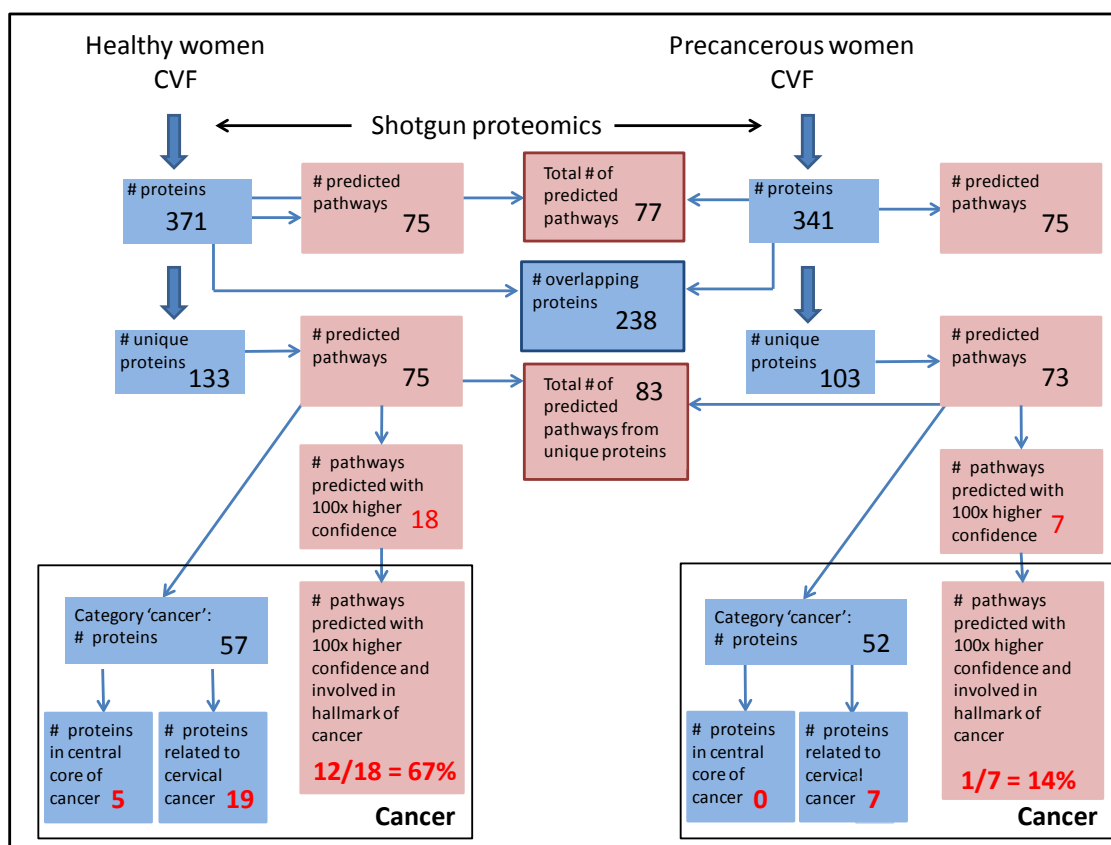 Healthy women
CVF
Precancerous women
CVF
Shotgun proteomics
# proteins
371
# predicted
pathways
75
Total # of
predicted
pathways
77
# proteins
341
# predicted
pathways
75
# overlapping
proteins
238
# unique
proteins
133
# predicted
pathways
75
Total # of
predicted
pathways from
unique proteins
83
# unique
proteins
103
# predicted
pathways
73
# pathways
predicted with
100x higher
confidence
18
# pathways
predicted with
100x higher
confidence
7
Category 'cancer':
# proteins
57
# proteins
in central
core of
cancer 5
# proteins
related to
cervical
cancer 19
# pathways
predicted with
100x higher
confidence and
involved in
hallmark of
cancer
12/18 = 67%
Cancer
Category 'cancer':
# proteins
52
# proteins
in central
core of
cancer 0
# proteins
related to
cervical
cancer 7
# pathways
predicted with
100x higher
confidence and
involved in
hallmark of
cancer
1/7 = 14%
Cancer